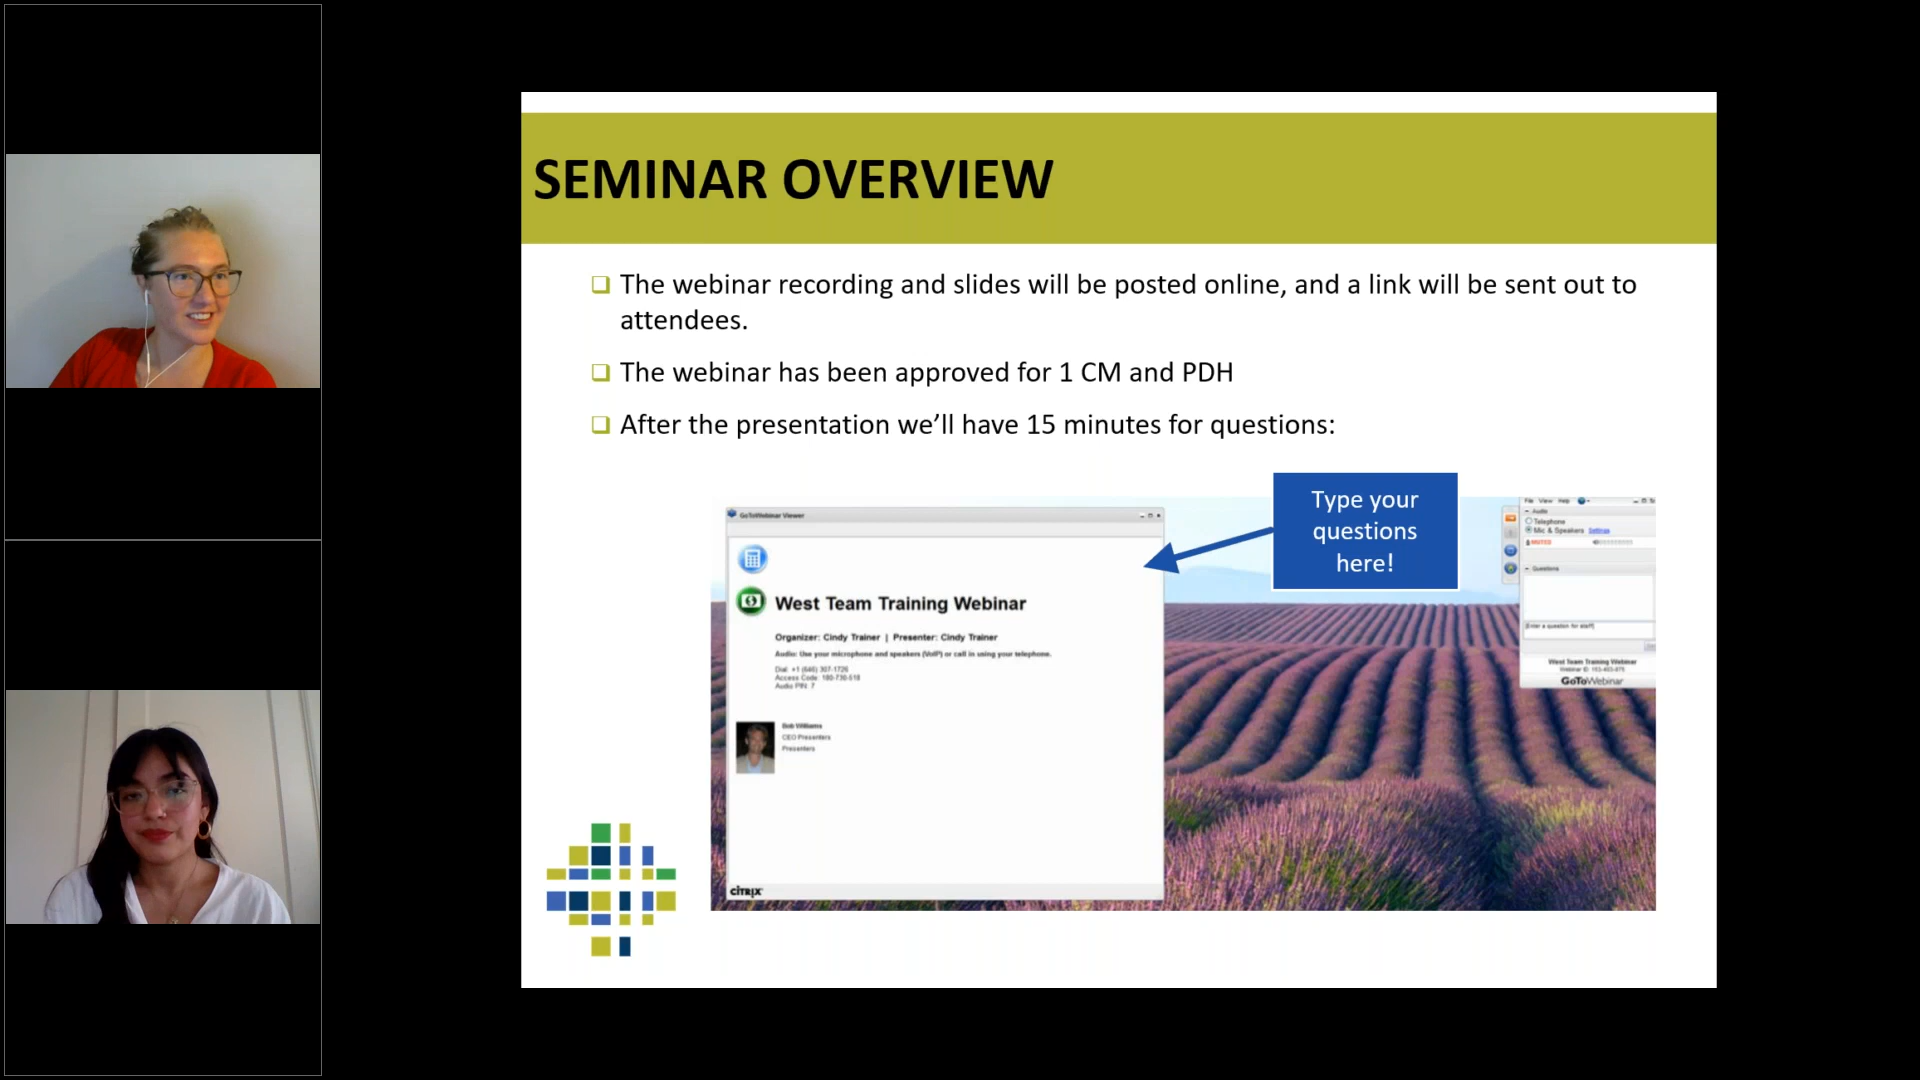 SEMINAR OVERVIEW
❑ The webinar recording and slides will be posted online, and a link will be sent out to
attendees.
❑ The webinar has been approved for 1 CM and PDH
❑ After the presentation we’ll have 15 minutes for questions:
Type your
questions
here!
GoToWebinar Viewer
West Team Training Webinar
Organizer: Cindy Trainer | Presenter: Cindy Trainer
Audio: Use your microphone and speakers (VoIP) or call in using your telephone.
Dial: +1 (646) 307-1726
Access Code: 180-730-518
Audio PIN: 7
Bob Williams
CEO Presenters
Presenters
citrix
File View Help
Audio
Telephone
Mic & Speakers Settings
MUTED
Questions
[Enter a question for staff]
West Team Training Webinar
Webinar ID: 153-403-875
GoToWebinar